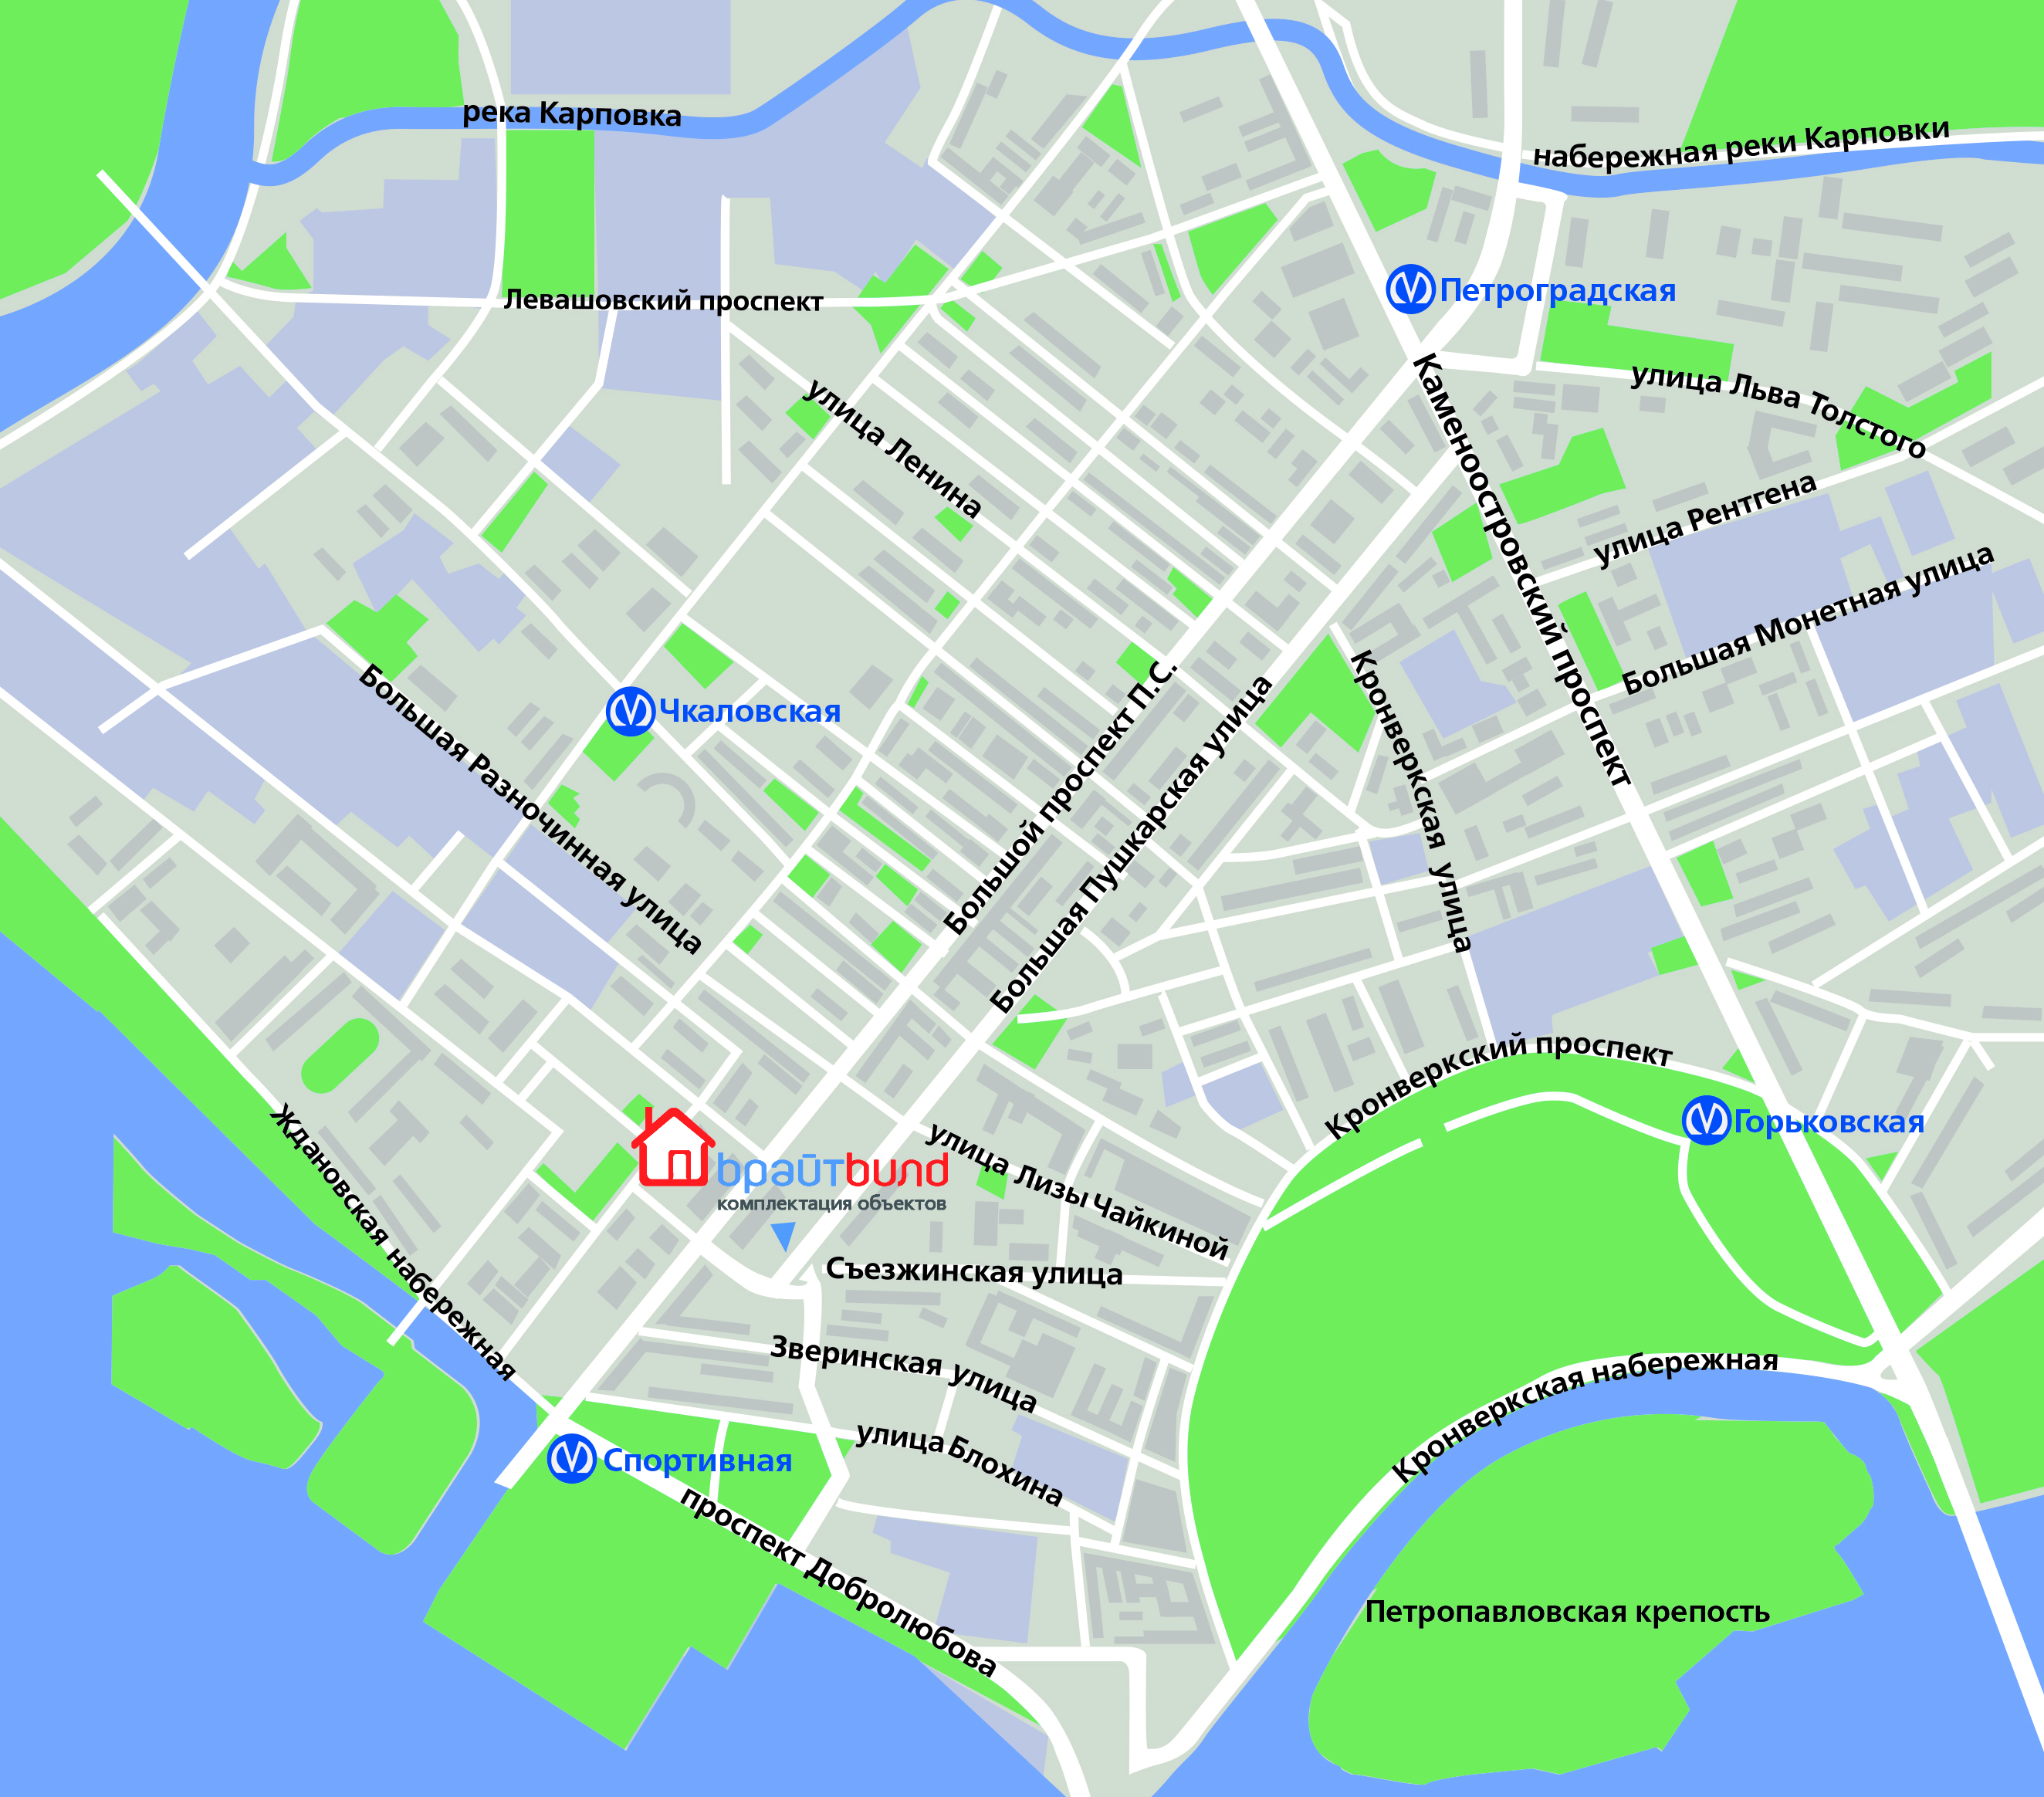 река Карповка
набережная реки Карповки
Левашовский проспект
Петроградская
улица Ленина
улица Льва Толстого
Каменоостровский проспект
улица Рентгена
Большая Монетная улица
Большая Разночинная улица
Чкаловская
Большой проспект П.С.
Большая Пушкарская улица
Кронверкская улица
Кронверкский проспект
Горьковская
Ждановская набережная
врайтвилд
комплектация объектов
улица Лизы Чайкиной
Съезжинская улица
Зверинская улица
Кронверкская набережная
улица Блохина
Спортивная
проспект Добролюбова
Петропавловская крепость